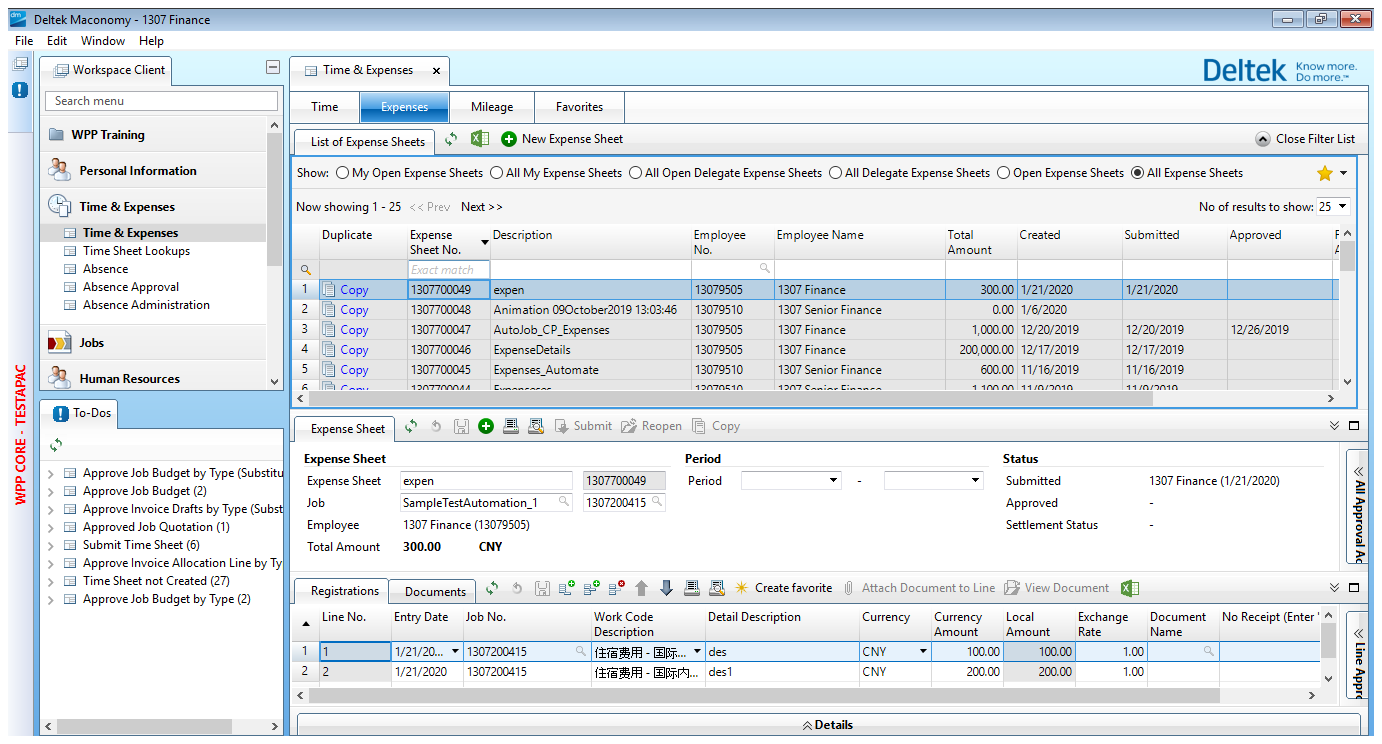 Deltek Maconomy - 1307 Finance
File Edit Window Help
Workspace Client
Search menu
WPP Training
Personal Information
Time & Expenses
Time & Expenses
Time Sheet Lookups
Absence
Absence Approval
Absence Administration
Jobs
Human Resources
WPP CORE - TESTAPAC
To-Dos
Approve Job Budget by Type (Substitu
Approve Job Budget (2)
Approve Invoice Drafts by Type (Subst
Approved Job Quotation (1)
Submit Time Sheet (6)
Approve Invoice Allocation Line by Ty
Time Sheet not Created (27)
Approve Job Budget by Type (2)
Time & Expenses
Deltek Know more. Do more.™
Time Expenses Mileage Favorites
List of Expense Sheets New Expense Sheet Close Filter List
Show: My Open Expense Sheets All My Expense Sheets All Open Delegate Expense Sheets All Delegate Expense Sheets Open Expense Sheets All Expense Sheets
Now showing 1 - 25 << Prev Next >> No of results to show: 25
Duplicate Expense Sheet No. Description Employee No. Employee Name Total Amount Created Submitted Approved
Exact match
1 Copy 1307700049 expen 13079505 1307 Finance 300.00 1/21/2020 1/21/2020
2 Copy 1307700048 Animation 09October2019 13:03:46 13079510 1307 Senior Finance 0.00 1/6/2020
3 Copy 1307700047 AutoJob_CP_Expenses 13079505 1307 Finance 1,000.00 12/20/2019 12/20/2019 12/26/2019
4 Copy 1307700046 ExpenseDetails 13079505 1307 Finance 200,000.00 12/17/2019 12/17/2019
5 Copy 1307700045 Expenses_Automate 13079510 1307 Senior Finance 600.00 11/16/2019 11/16/2019
6 Copy 1307700044 Expenseses 13079510 1307 Senior Finance 1,100.00 11/9/2019 11/9/2019
Expense Sheet Submit Reopen Copy
Expense Sheet Period Status
Expense Sheet expen 1307700049 Period - Submitted 1307 Finance (1/21/2020)
Job SampleTestAutomation_1 1307200415 Approved -
Employee 1307 Finance (13079505) Settlement Status -
Total Amount 300.00 CNY
All Approval Ac
Registrations Documents Create favorite Attach Document to Line View Document
Line No. Entry Date Job No. Work Code Description Detail Description Currency Currency Amount Local Amount Exchange Rate Document Name No Receipt (Enter '
1 1 1/21/20... 1307200415 住宿费用 - 国际... des CNY 100.00 100.00 1.00
2 2 1/21/2020 1307200415 住宿费用 - 国际内... des1 CNY 200.00 200.00 1.00
Line Appro
Details